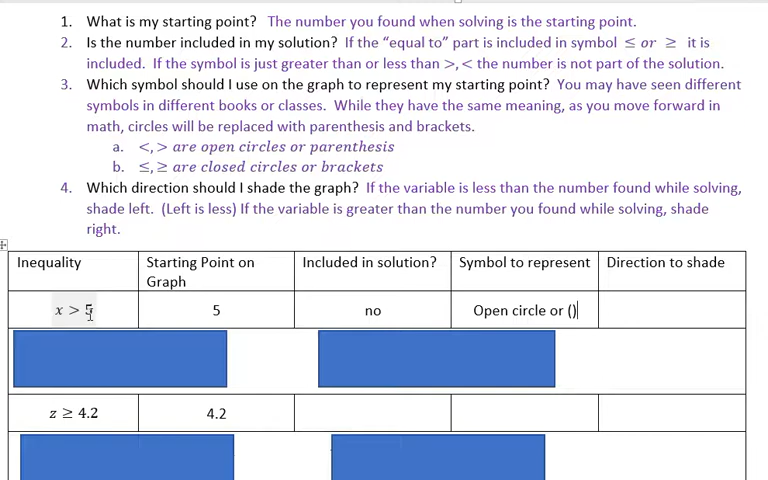 1. What is my starting point? The number you found when solving is the starting point.
2. Is the number included in my solution? If the “equal to” part is included in symbol ≤ or ≥ it is
included. If the symbol is just greater than or less than >, < the number is not part of the solution.
3. Which symbol should I use on the graph to represent my starting point? You may have seen different
symbols in different books or classes. While they have the same meaning, as you move forward in
math, circles will be replaced with parenthesis and brackets.
a. <, > are open circles or parenthesis
b. ≤, ≥ are closed circles or brackets
4. Which direction should I shade the graph? If the variable is less than the number found while solving,
shade left. (Left is less) If the variable is greater than the number you found while solving, shade
right.
Inequality Starting Point on Graph Included in solution? Symbol to represent Direction to shade
x > 5 5 no Open circle or ()
z ≥ 4.2 4.2